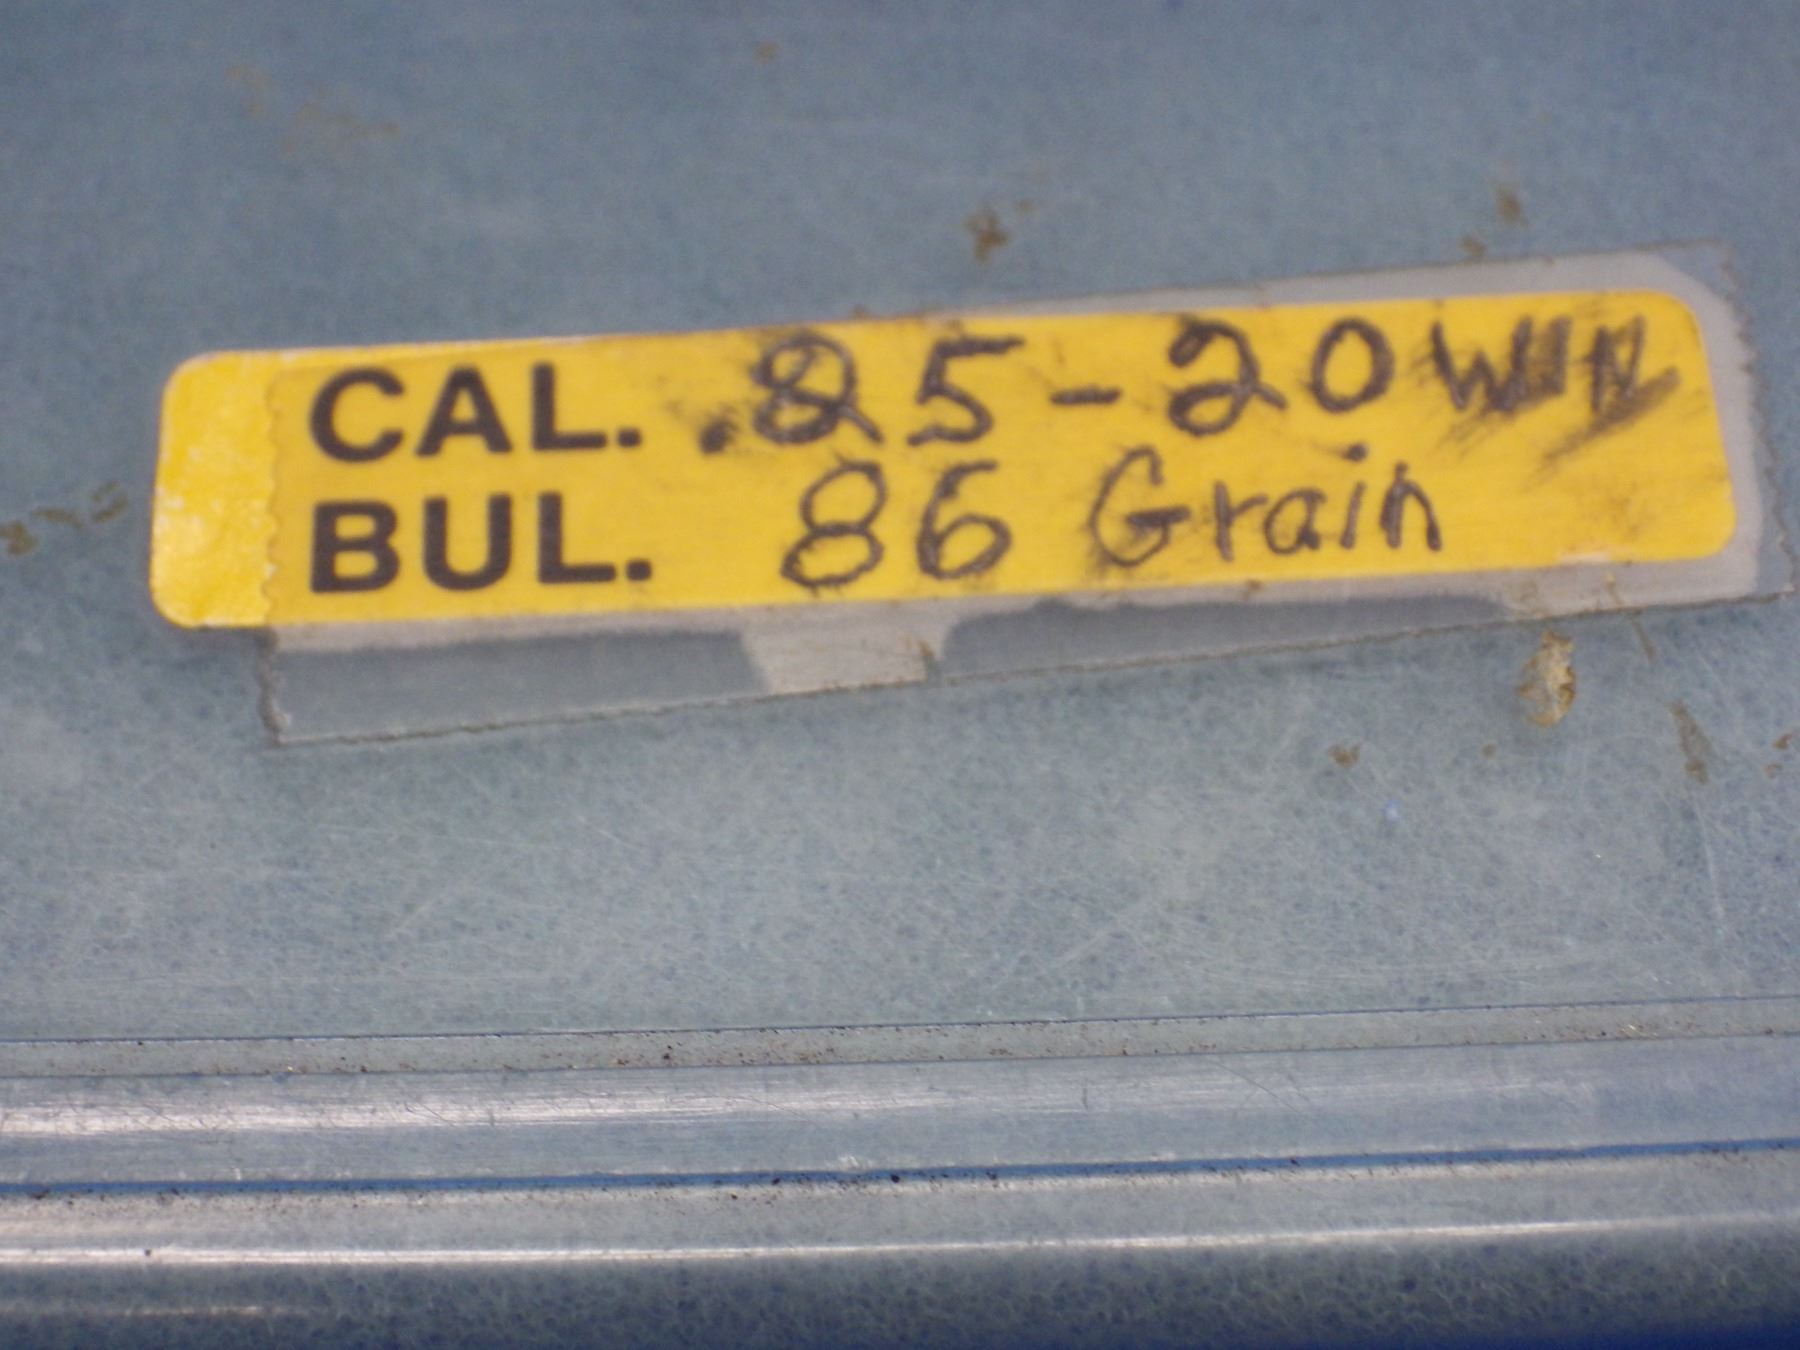 CAL. .25-20 WIN
BUL. 86 Grain